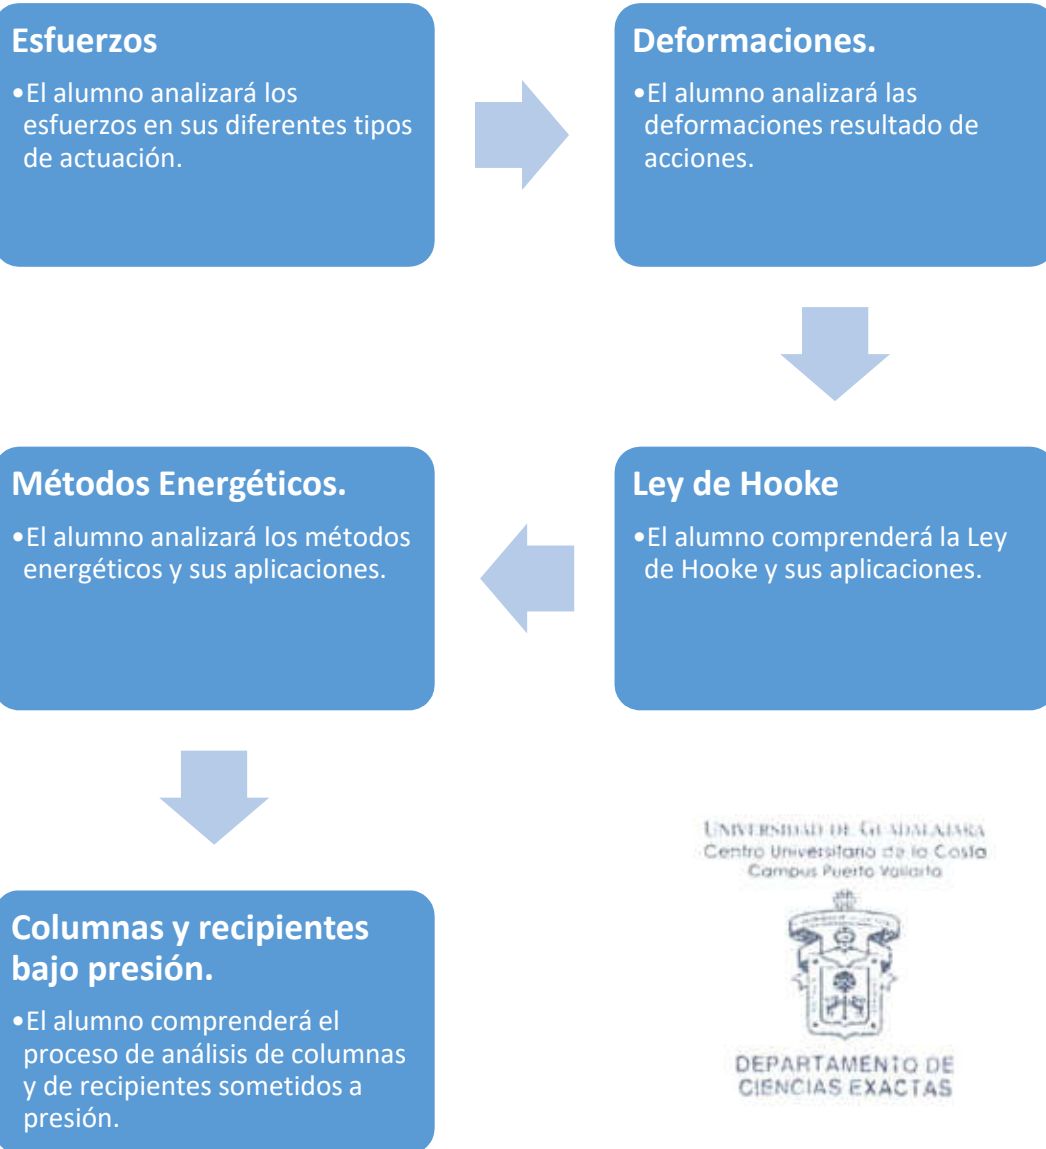 Esfuerzos
•El alumno analizará los
esfuerzos en sus diferentes tipos
de actuación.
Deformaciones.
•El alumno analizará las
deformaciones resultado de
acciones.
Ley de Hooke
•El alumno comprenderá la Ley
de Hooke y sus aplicaciones.
Métodos Energéticos.
•El alumno analizará los métodos
energéticos y sus aplicaciones.
Columnas y recipientes
bajo presión.
•El alumno comprenderá el
proceso de análisis de columnas
y de recipientes sometidos a
presión.
UNIVERSIDAD DE GUADALAJARA
Centro Universitario de la Costa
Campus Puerto Vallarta
DEPARTAMENTO DE
CIENCIAS EXACTAS